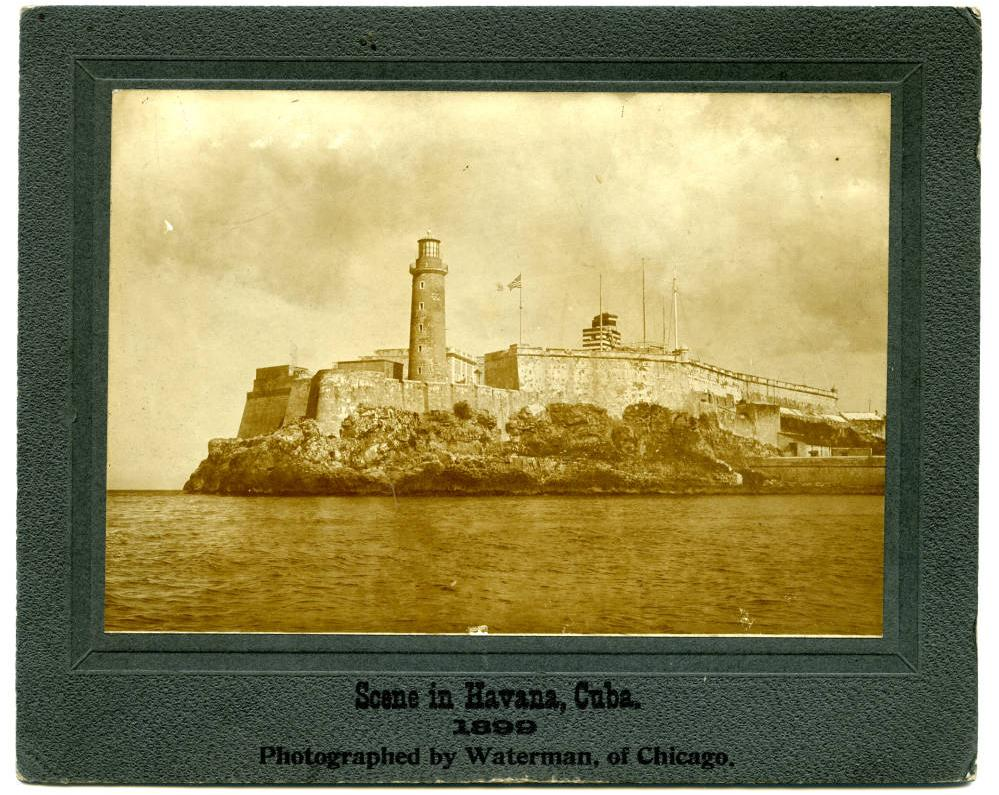 Scene in Havana, Cuba.
1899
Photographed by Waterman, of Chicago.